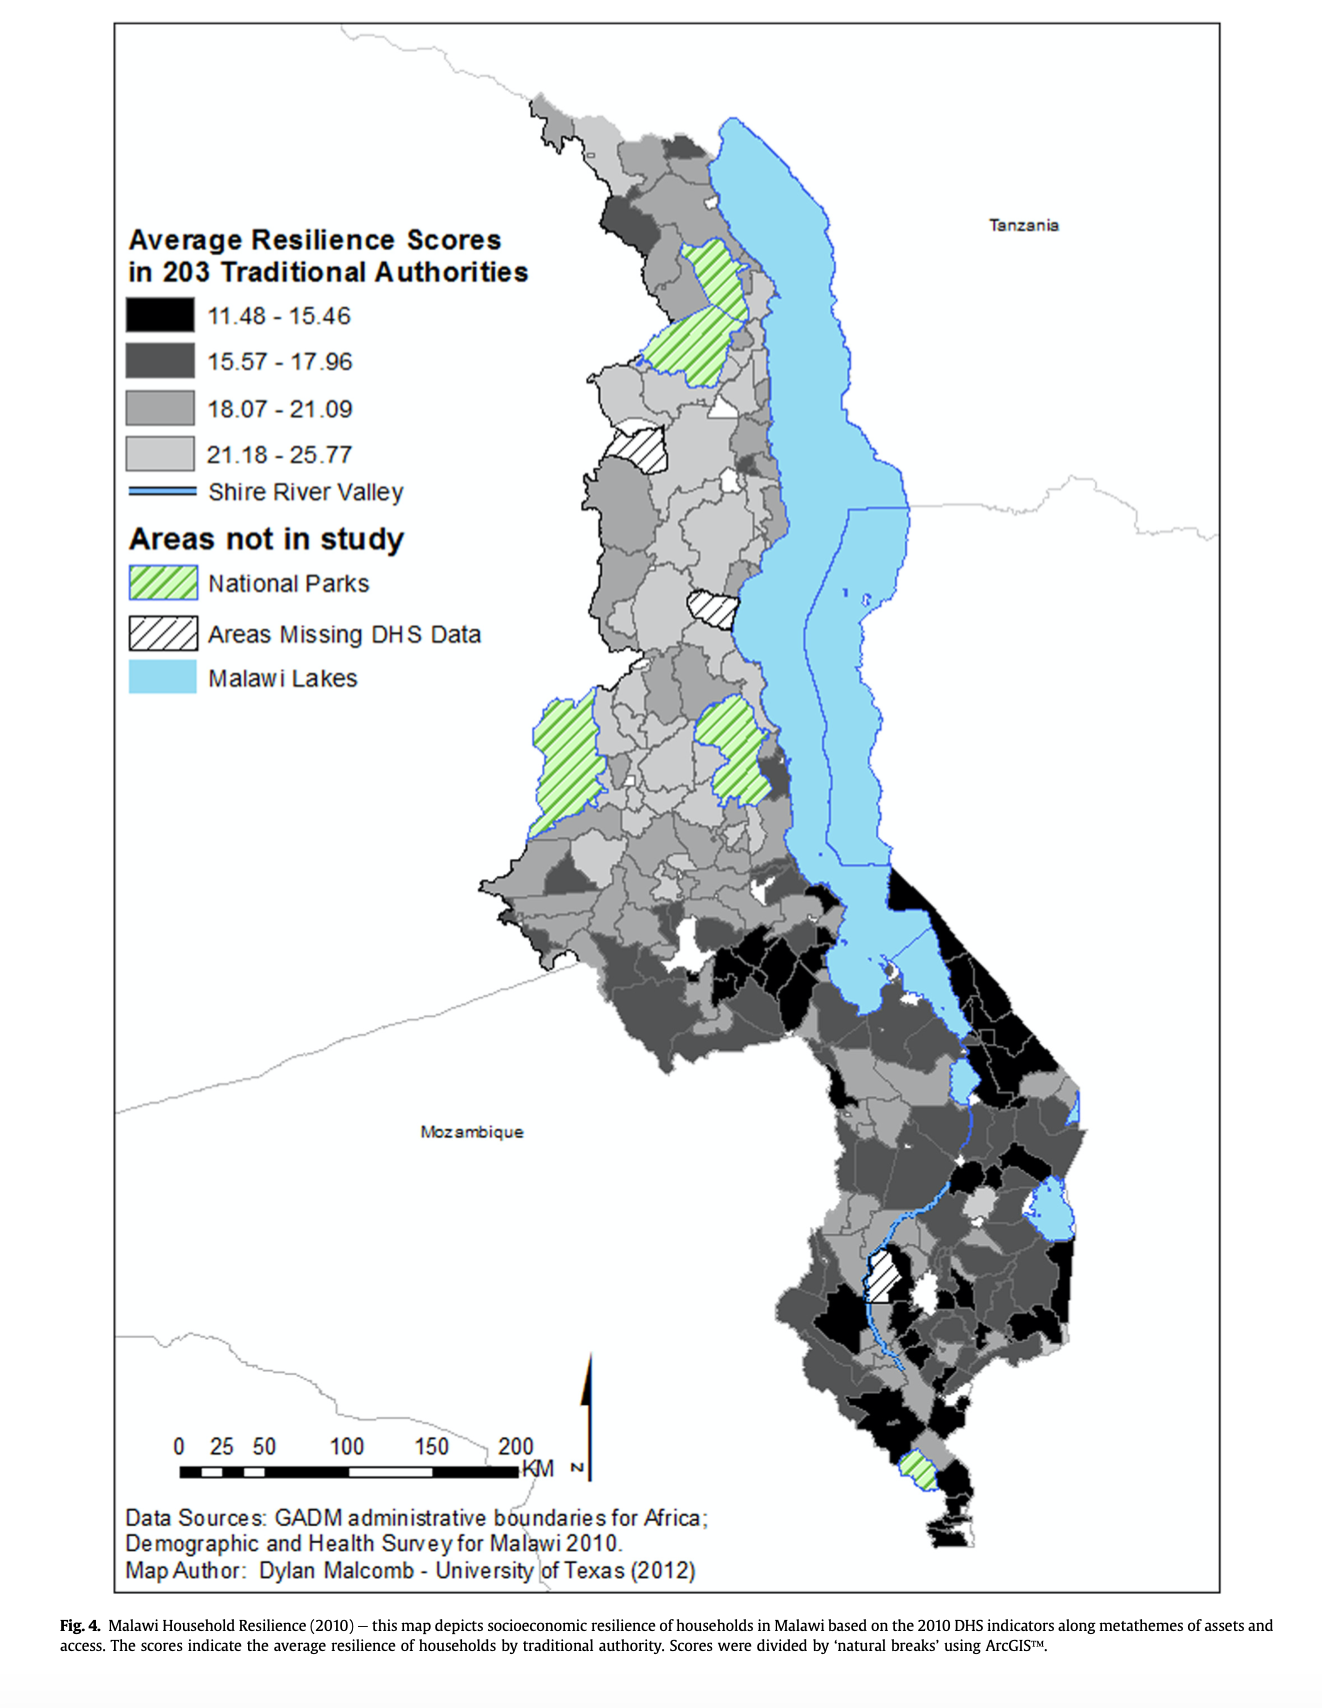 Tanzania
Average Resilience Scores
in 203 Traditional Authorities
11.48 - 15.46
15.57 - 17.96
18.07 - 21.09
21.18 - 25.77
Shire River Valley
Areas not in study
National Parks
Areas Missing DHS Data
Malawi Lakes
Mozambique
0 25 50 100 150 200
KM
N
Data Sources: GADM administrative boundaries for Africa;
Demographic and Health Survey for Malawi 2010.
Map Author: Dylan Malcomb - University of Texas (2012)
Fig. 4. Malawi Household Resilience (2010) – this map depicts socioeconomic resilience of households in Malawi based on the 2010 DHS indicators along metathemes of assets and
access. The scores indicate the average resilience of households by traditional authority. Scores were divided by ‘natural breaks’ using ArcGIS™.